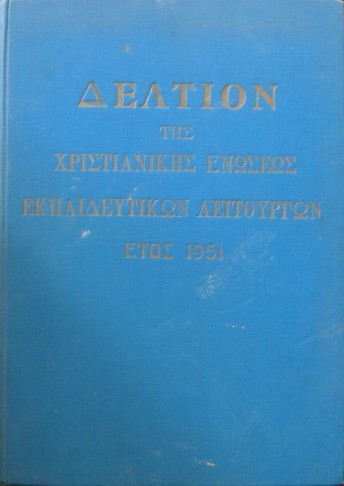 ΔΕΛΤΙΟΝ
ΤΗΣ
ΧΡΙΣΤΙΑΝΙΚΗΣ ΕΝΩΣΕΩΣ
ΕΚΠΑΙΔΕΥΤΙΚΩΝ ΛΕΙΤΟΥΡΓΩΝ
ΕΤΟΣ 1951